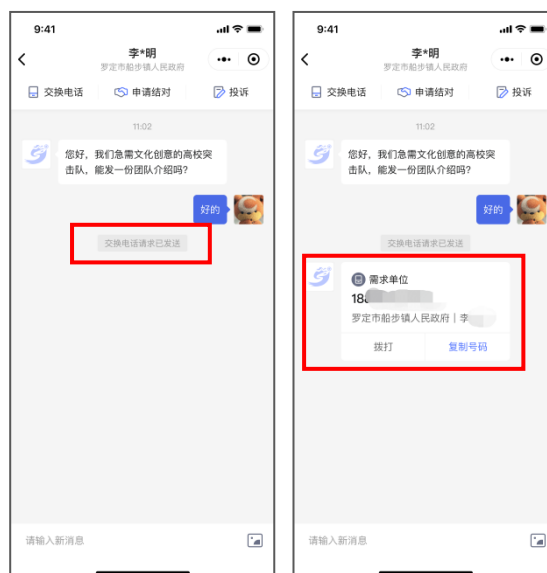 9:41
李*明
罗定市船步镇人民政府
交换电话
申请结对
投诉
11:02
您好，我们急需文化创意的高校突
击队，能发一份团队介绍吗？
好的
交换电话请求已发送
请输入新消息
9:41
李*明
罗定市船步镇人民政府
交换电话
申请结对
投诉
11:02
您好，我们急需文化创意的高校突
击队，能发一份团队介绍吗？
好的
交换电话请求已发送
需求单位
188
罗定市船步镇人民政府｜李
拨打
复制号码
请输入新消息